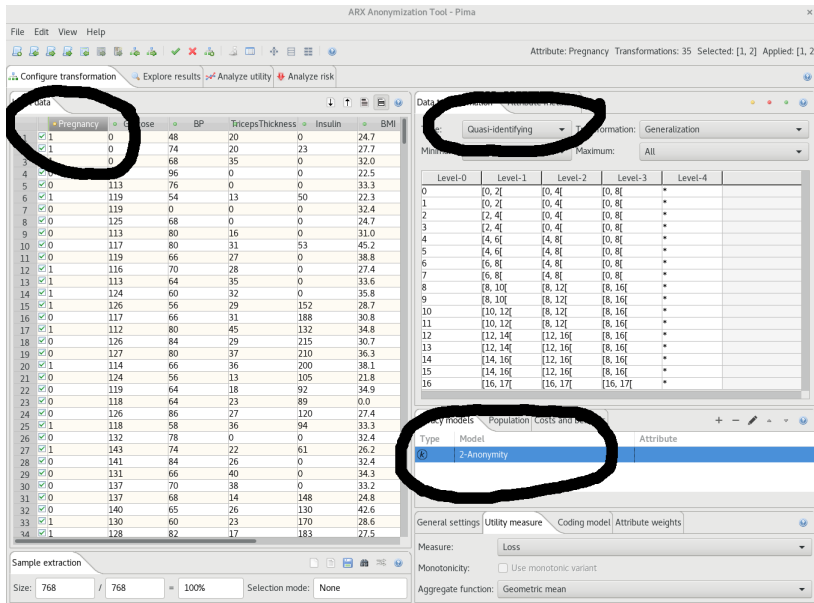 ARX Anonymization Tool - Pima
File Edit View Help
Attribute: Pregnancy Transformations: 35 Selected: [1, 2] Applied: [1, 2
Configure transformation Explore results Analyze utility Analyze risk
data
Pregnancy BP TricepsThickness Insulin BMI
1 0 48 20 0 24.7
1 0 74 20 23 27.7
3 0 68 35 0 32.0
4 0 0 96 0 0 22.5
5 0 113 76 0 0 33.3
6 1 119 54 13 50 22.3
7 0 119 0 0 0 32.4
8 0 125 68 0 0 24.7
9 0 113 80 16 0 31.0
10 0 117 80 31 53 45.2
11 0 119 66 27 0 38.8
12 1 116 70 28 0 27.4
13 1 113 64 35 0 33.6
14 1 124 60 32 0 35.8
15 1 126 56 29 152 28.7
16 0 117 66 31 188 30.8
17 1 112 80 45 132 34.8
18 0 126 84 29 215 30.7
19 0 127 80 37 210 36.3
20 1 114 66 36 200 38.1
21 0 124 56 13 105 21.8
22 0 119 64 18 92 34.9
23 0 118 64 23 89 0.0
24 0 126 86 27 120 27.4
25 1 118 58 36 94 33.3
26 0 132 78 0 0 32.4
27 1 143 74 22 61 26.2
28 0 141 84 26 0 32.4
29 0 131 66 40 0 34.3
30 0 137 70 38 0 33.2
31 0 137 68 14 148 24.8
32 0 140 65 26 130 42.6
33 1 130 60 23 170 28.6
34 1 128 82 17 183 27.5
Sample extraction
Size: 768 / 768 = 100% Selection mode: None
Quasi-identifying Generalization
Maximum: All
Level-0 Level-1 Level-2 Level-3 Level-4
0 [0, 2[ [0, 4[ [0, 8[ *
1 [0, 2[ [0, 4[ [0, 8[ *
2 [2, 4[ [0, 4[ [0, 8[ *
3 [2, 4[ [0, 4[ [0, 8[ *
4 [4, 6[ [4, 8[ [0, 8[ *
5 [4, 6[ [4, 8[ [0, 8[ *
6 [6, 8[ [4, 8[ [0, 8[ *
7 [6, 8[ [4, 8[ [0, 8[ *
8 [8, 10[ [8, 12[ [8, 16[ *
9 [8, 10[ [8, 12[ [8, 16[ *
10 [10, 12[ [8, 12[ [8, 16[ *
11 [10, 12[ [8, 12[ [8, 16[ *
12 [12, 14[ [12, 16[ [8, 16[ *
13 [12, 14[ [12, 16[ [8, 16[ *
14 [14, 16[ [12, 16[ [8, 16[ *
15 [14, 16[ [12, 16[ [8, 16[ *
16 [16, 17[ [16, 17[ [16, 17[ *
models Population Costs and
Type Model Attribute
k 2-Anonymity
General settings Utility measure Coding model Attribute weights
Measure: Loss
Monotonicity: Use monotonic variant
Aggregate function: Geometric mean